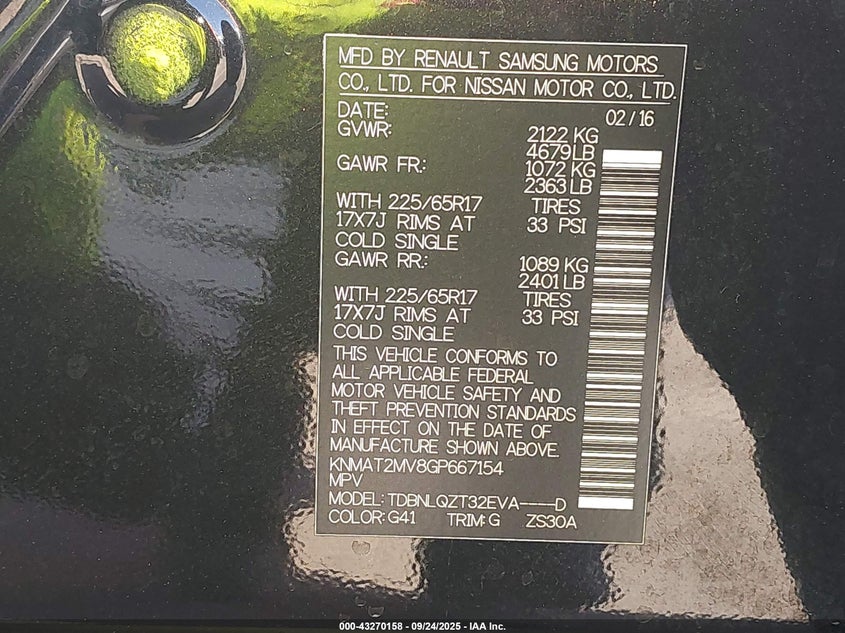 MFD BY RENAULT SAMSUNG MOTORS
CO., LTD. FOR NISSAN MOTOR CO., LTD.
DATE: 02/16
GVWR: 2122 KG
4679 LB
GAWR FR.: 1072 KG
2363 LB
WITH 225/65R17 TIRES
17X7J RIMS AT 33 PSI
COLD SINGLE
GAWR RR.: 1089 KG
2401 LB
WITH 225/65R17 TIRES
17X7J RIMS AT 33 PSI
COLD SINGLE
THIS VEHICLE CONFORMS TO
ALL APPLICABLE FEDERAL
MOTOR VEHICLE SAFETY AND
THEFT PREVENTION STANDARDS
IN EFFECT ON THE DATE OF
MANUFACTURE SHOWN ABOVE.
KNMAT2MV8GP667154
MPV
MODEL: TDBNLQZT32EVA----D
COLOR: G41 TRIM: G ZS30A
000-43270158 - 09/24/2025 - IAA Inc.